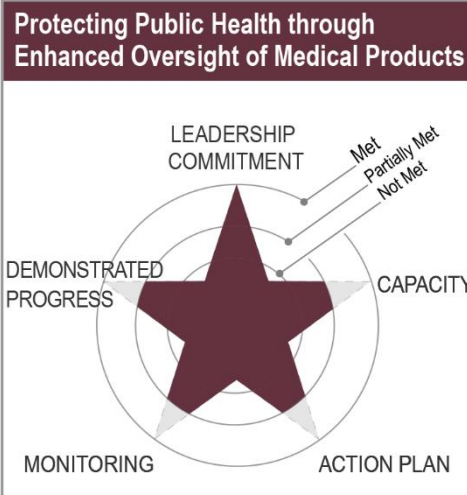 Protecting Public Health through
Enhanced Oversight of Medical Products
LEADERSHIP
COMMITMENT
Met
Partially Met
Not Met
DEMONSTRATED
PROGRESS
CAPACITY
MONITORING
ACTION PLAN